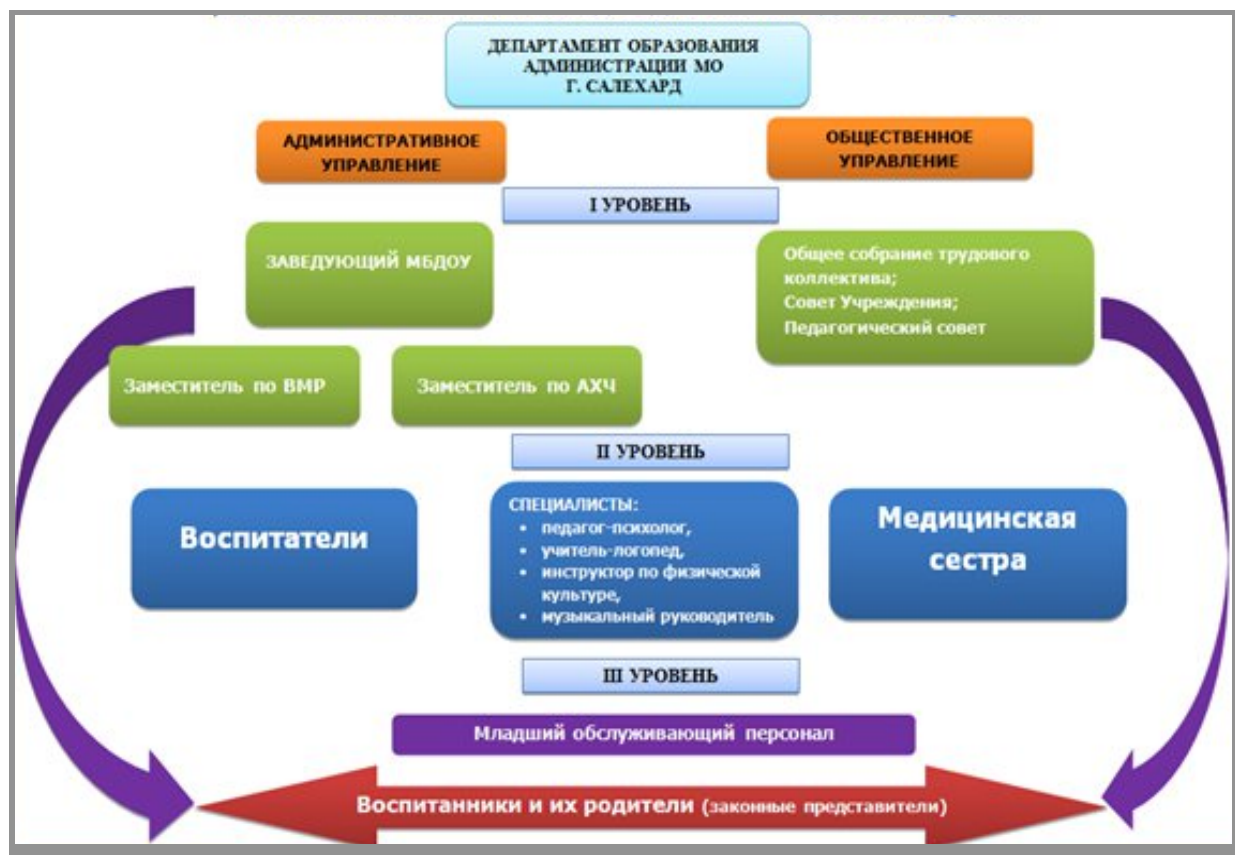 ДЕПАРТАМЕНТ ОБРАЗОВАНИЯ
АДМИНИСТРАЦИИ МО
Г. САЛЕХАРД
АДМИНИСТРАТИВНОЕ
УПРАВЛЕНИЕ
ОБЩЕСТВЕННОЕ
УПРАВЛЕНИЕ
I УРОВЕНЬ
ЗАВЕДУЮЩИЙ МБДОУ
Общее собрание трудового
коллектива;
Совет Учреждения;
Педагогический совет
Заместитель по ВМР
Заместитель по АХЧ
II УРОВЕНЬ
Воспитатели
СПЕЦИАЛИСТЫ:
• педагог-психолог,
• учитель-логопед,
• инструктор по физической
культуре,
• музыкальный руководитель
Медицинская
сестра
III УРОВЕНЬ
Младший обслуживающий персонал
Воспитанники и их родители (законные представители)